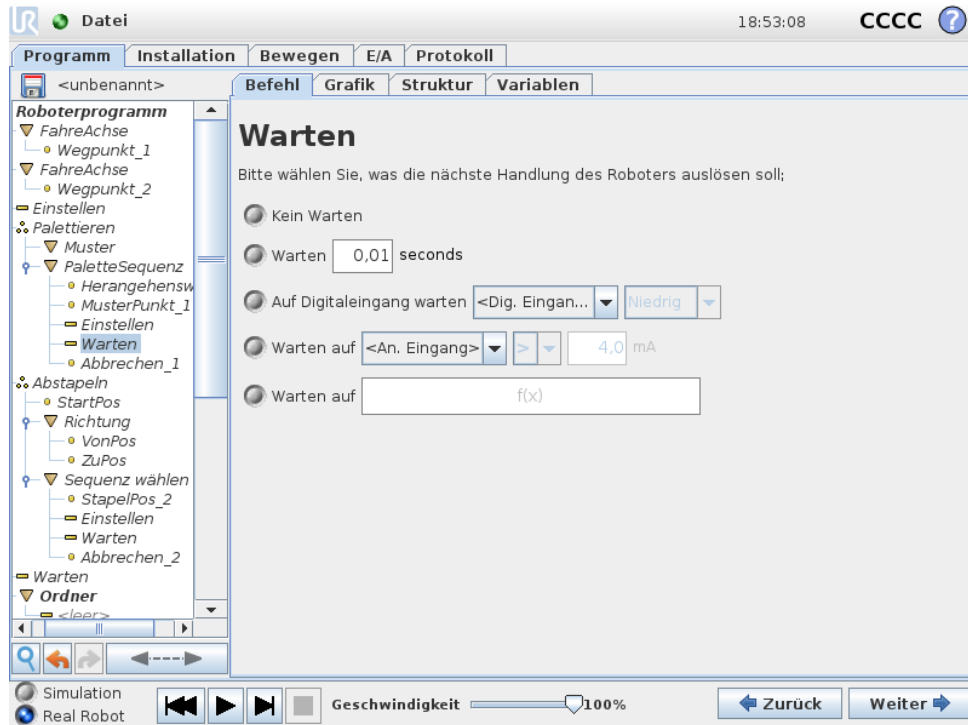 Datei 18:53:08 CCCC ?
Programm Installation Bewegen E/A Protokoll
<unbenannt> Befehl Grafik Struktur Variablen
Roboterprogramm
FahreAchse
Wegpunkt_1
FahreAchse
Wegpunkt_2
Einstellen
Palettieren
Muster
PaletteSequenz
Herangehensw
MusterPunkt_1
Einstellen
Warten
Abbrechen_1
Abstapeln
StartPos
Richtung
VonPos
ZuPos
Sequenz wählen
StapelPos_2
Einstellen
Warten
Abbrechen_2
Warten
Ordner
<leer>
Warten
Bitte wählen Sie, was die nächste Handlung des Roboters auslösen soll;
Kein Warten
Warten 0,01 seconds
Auf Digitaleingang warten <Dig. Eingan... Niedrig
Warten auf <An. Eingang> > 4,0 mA
Warten auf f(x)
Simulation
Real Robot
Geschwindigkeit 100% Zurück Weiter